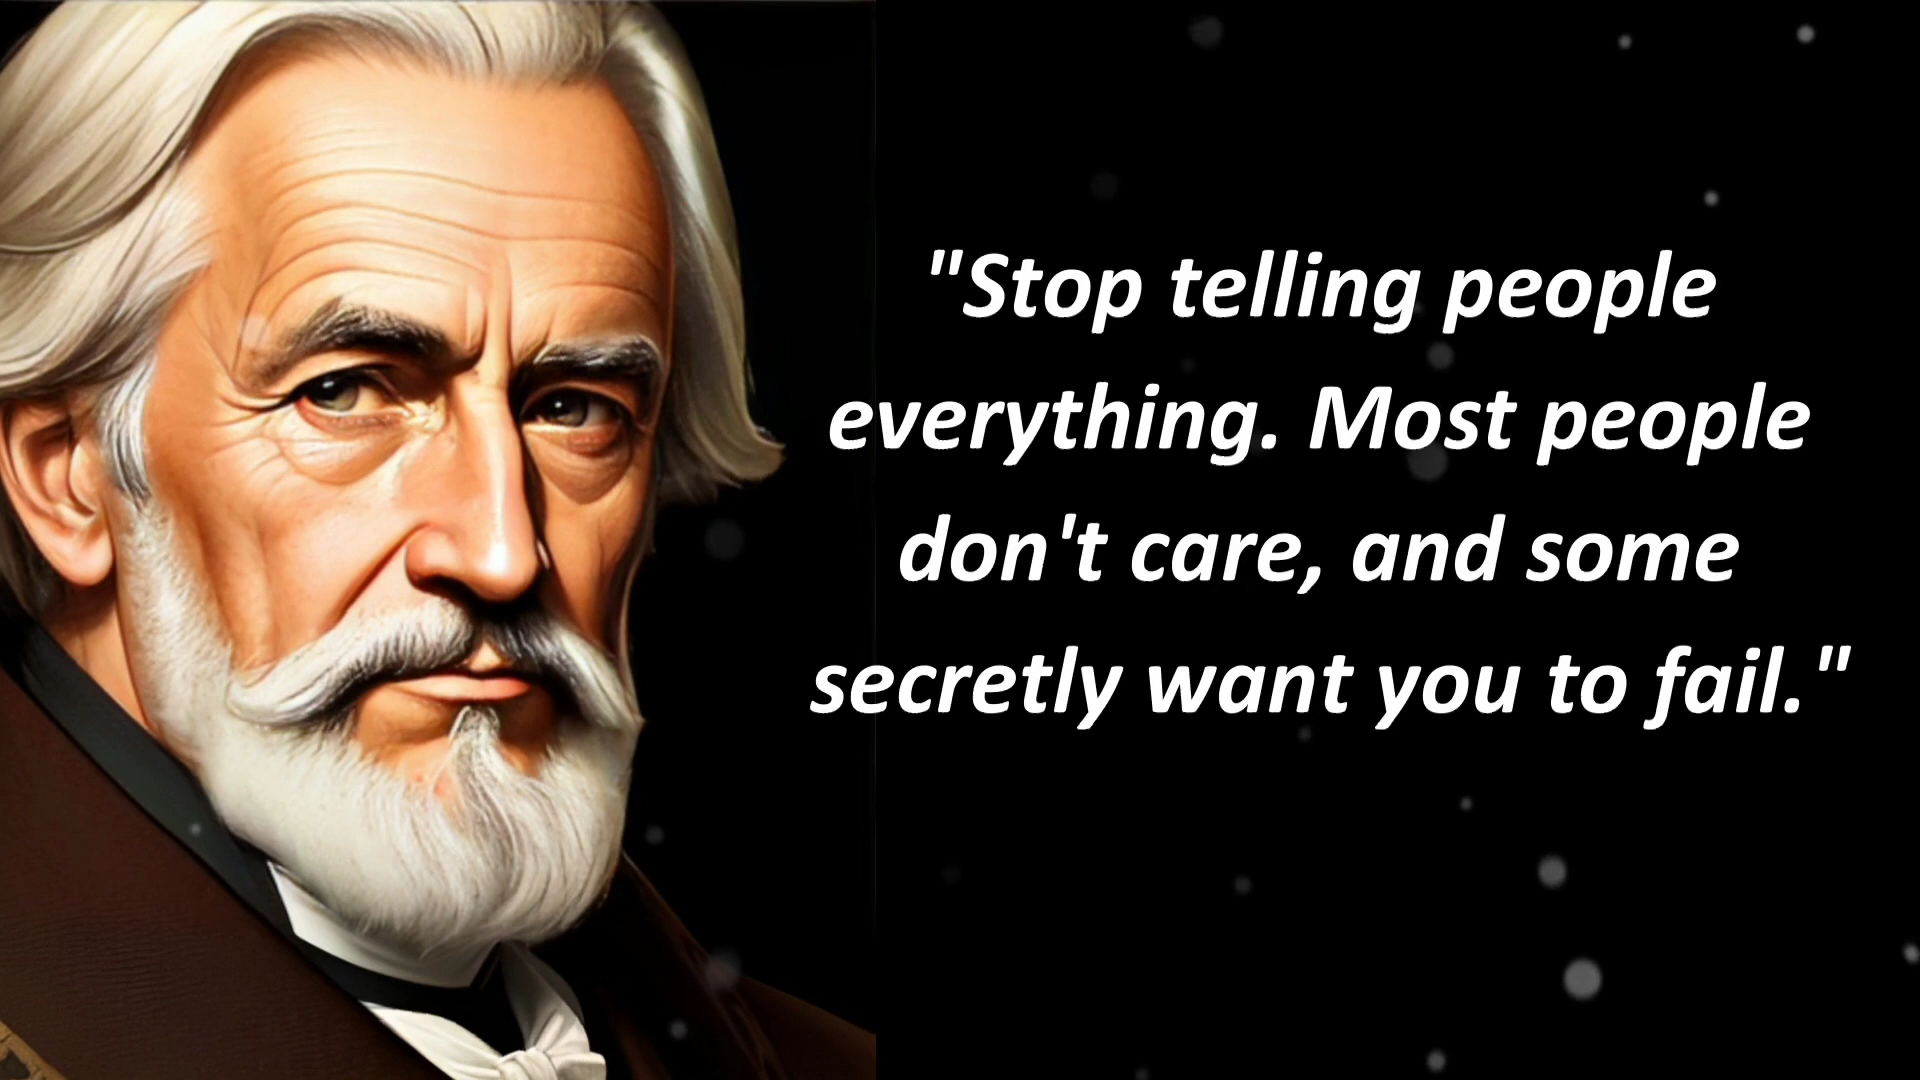 "Stop telling people
everything. Most people
don't care, and some
secretly want you to fail."